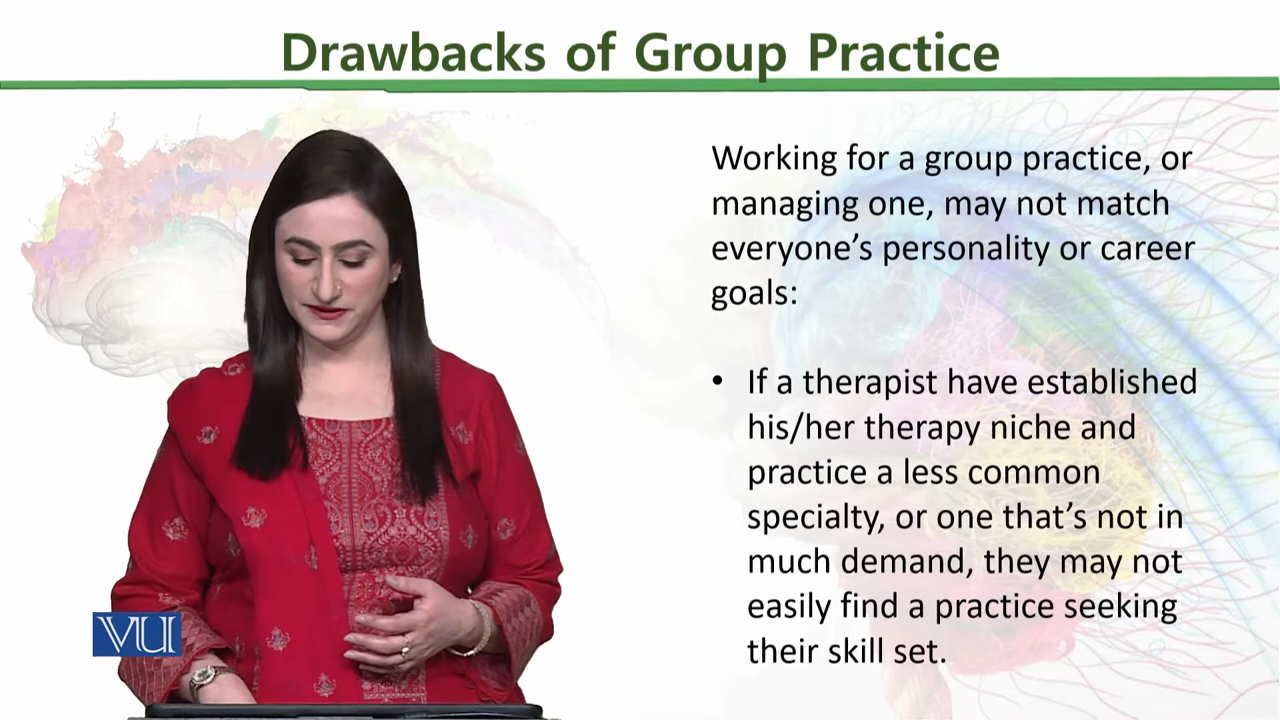 Drawbacks of Group Practice
Working for a group practice, or
managing one, may not match
everyone’s personality or career
goals:
• If a therapist have established
his/her therapy niche and
practice a less common
specialty, or one that’s not in
much demand, they may not
easily find a practice seeking
their skill set.
VU